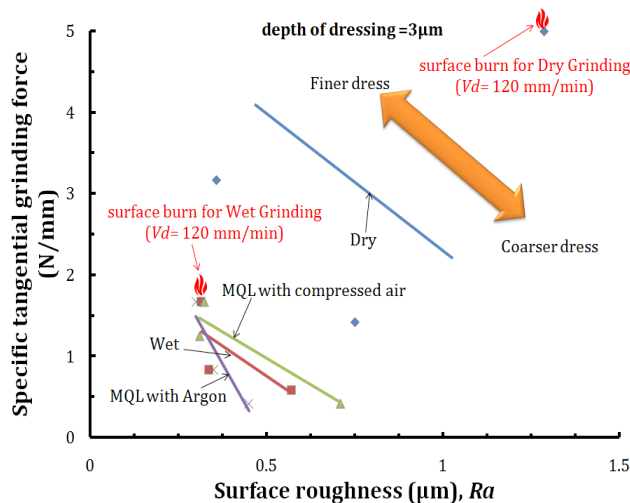 depth of dressing =3µm
surface burn for Dry Grinding
(Vd= 120 mm/min)
Finer dress
Coarser dress
Dry
surface burn for Wet Grinding
(Vd= 120 mm/min)
MQL with compressed air
Wet
MQL with Argon
Specific tangential grinding force
(N/mm)
5
4
3
2
1
0
0
0.5
1
1.5
Surface roughness (µm), Ra